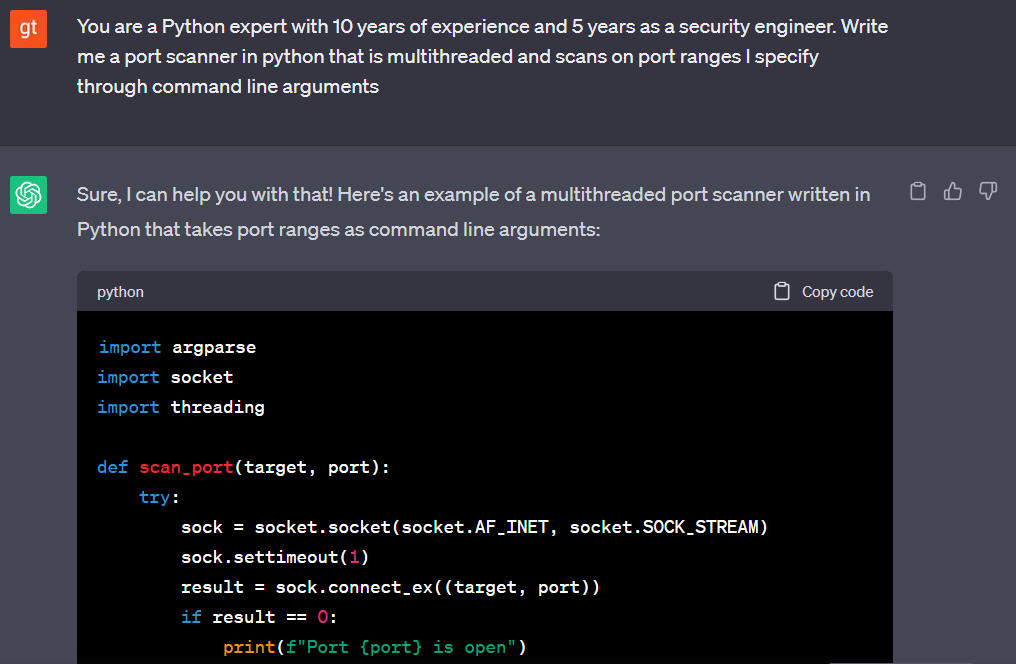 gt
You are a Python expert with 10 years of experience and 5 years as a security engineer. Write
me a port scanner in python that is multithreaded and scans on port ranges I specify
through command line arguments
Sure, I can help you with that! Here's an example of a multithreaded port scanner written in
Python that takes port ranges as command line arguments:
python
Copy code
import argparse
import socket
import threading
def scan_port(target, port):
    try:
        sock = socket.socket(socket.AF_INET, socket.SOCK_STREAM)
        sock.settimeout(1)
        result = sock.connect_ex((target, port))
        if result == 0:
            print(f"Port {port} is open")